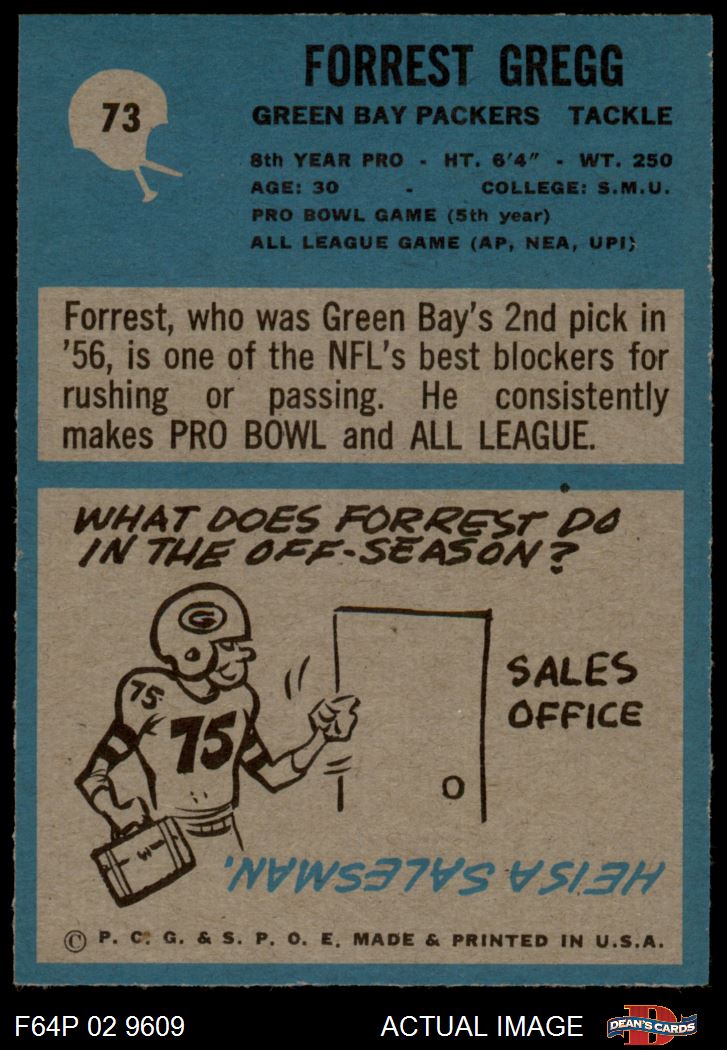 73
FORREST GREGG
GREEN BAY PACKERS TACKLE
8th YEAR PRO - HT. 6'4" - WT. 250
AGE: 30 - COLLEGE: S.M.U.
PRO BOWL GAME (5th year)
ALL LEAGUE GAME (AP, NEA, UPI)
Forrest, who was Green Bay's 2nd pick in
'56, is one of the NFL's best blockers for
rushing or passing. He consistently
makes PRO BOWL and ALL LEAGUE.
WHAT DOES FORREST DO
IN THE OFF-SEASON?
G
75
75
SALES
OFFICE
HE IS A SALESMAN.
© P. C. G. & S. P. O. E. MADE & PRINTED IN U.S.A.
F64P 02 9609
ACTUAL IMAGE
D
DEAN'S CARDS